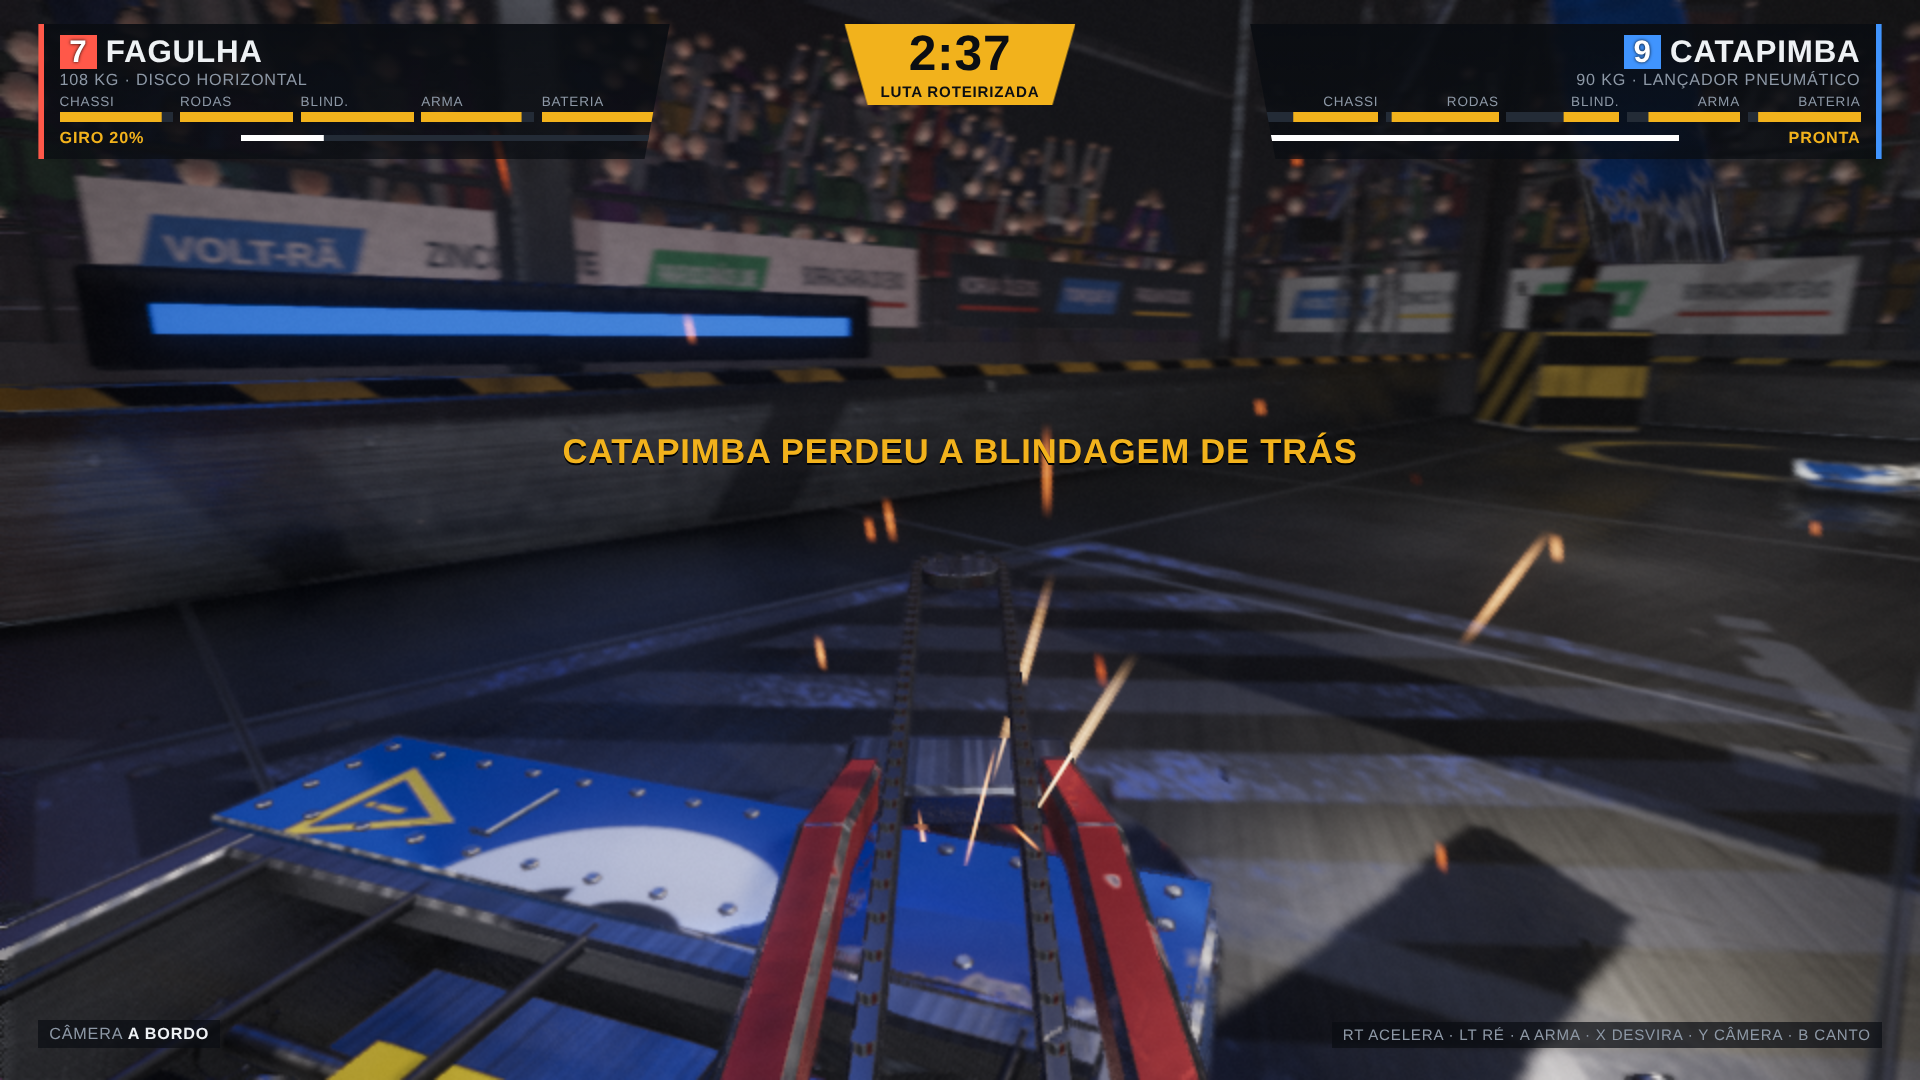 7 FAGULHA
108 KG · DISCO HORIZONTAL
CHASSI RODAS BLIND. ARMA BATERIA
GIRO 20%
2:37
LUTA ROTEIRIZADA
9 CATAPIMBA
90 KG · LANÇADOR PNEUMÁTICO
CHASSI RODAS BLIND. ARMA BATERIA
PRONTA
VOLT-RÃ
CATAPIMBA PERDEU A BLINDAGEM DE TRÁS
CÂMERA A BORDO
RT ACELERA · LT RÉ · A ARMA · X DESVIRA · Y CÂMERA · B CANTO